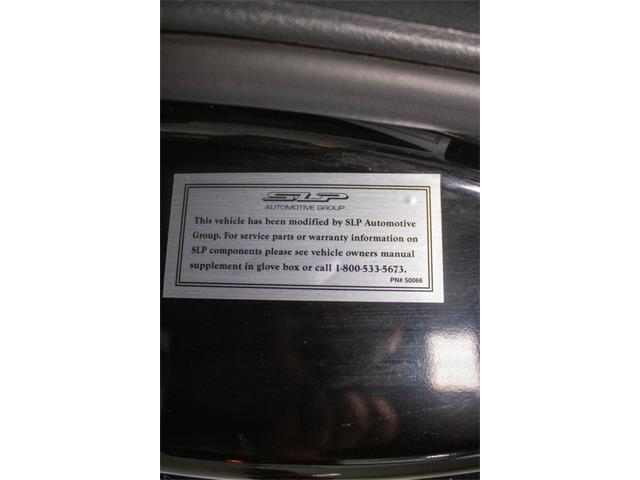 SLP
AUTOMOTIVE GROUP
This vehicle has been modified by SLP Automotive
Group. For service parts or warranty information on
SLP components please see vehicle owners manual
supplement in glove box or call 1-800-533-5673.
PN# 50066